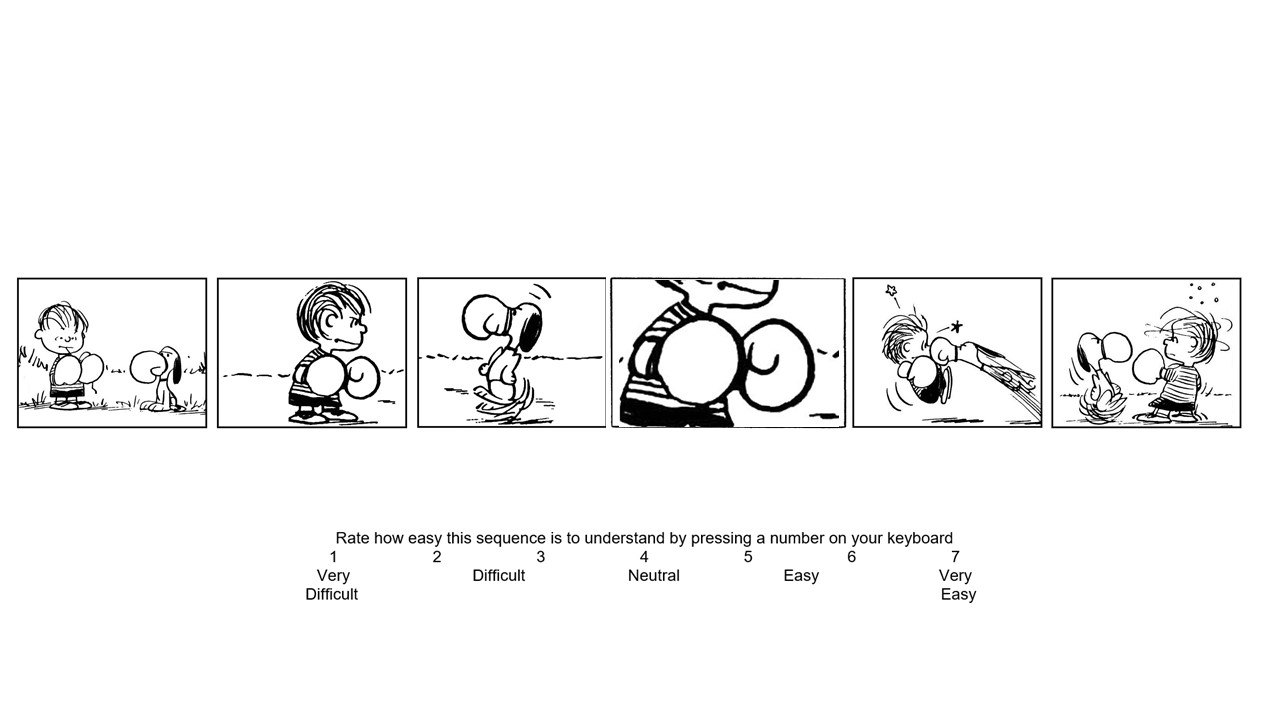 Rate how easy this sequence is to understand by pressing a number on your keyboard
1 2 3 4 5 6 7
Very Difficult Neutral Easy Very
Difficult Easy